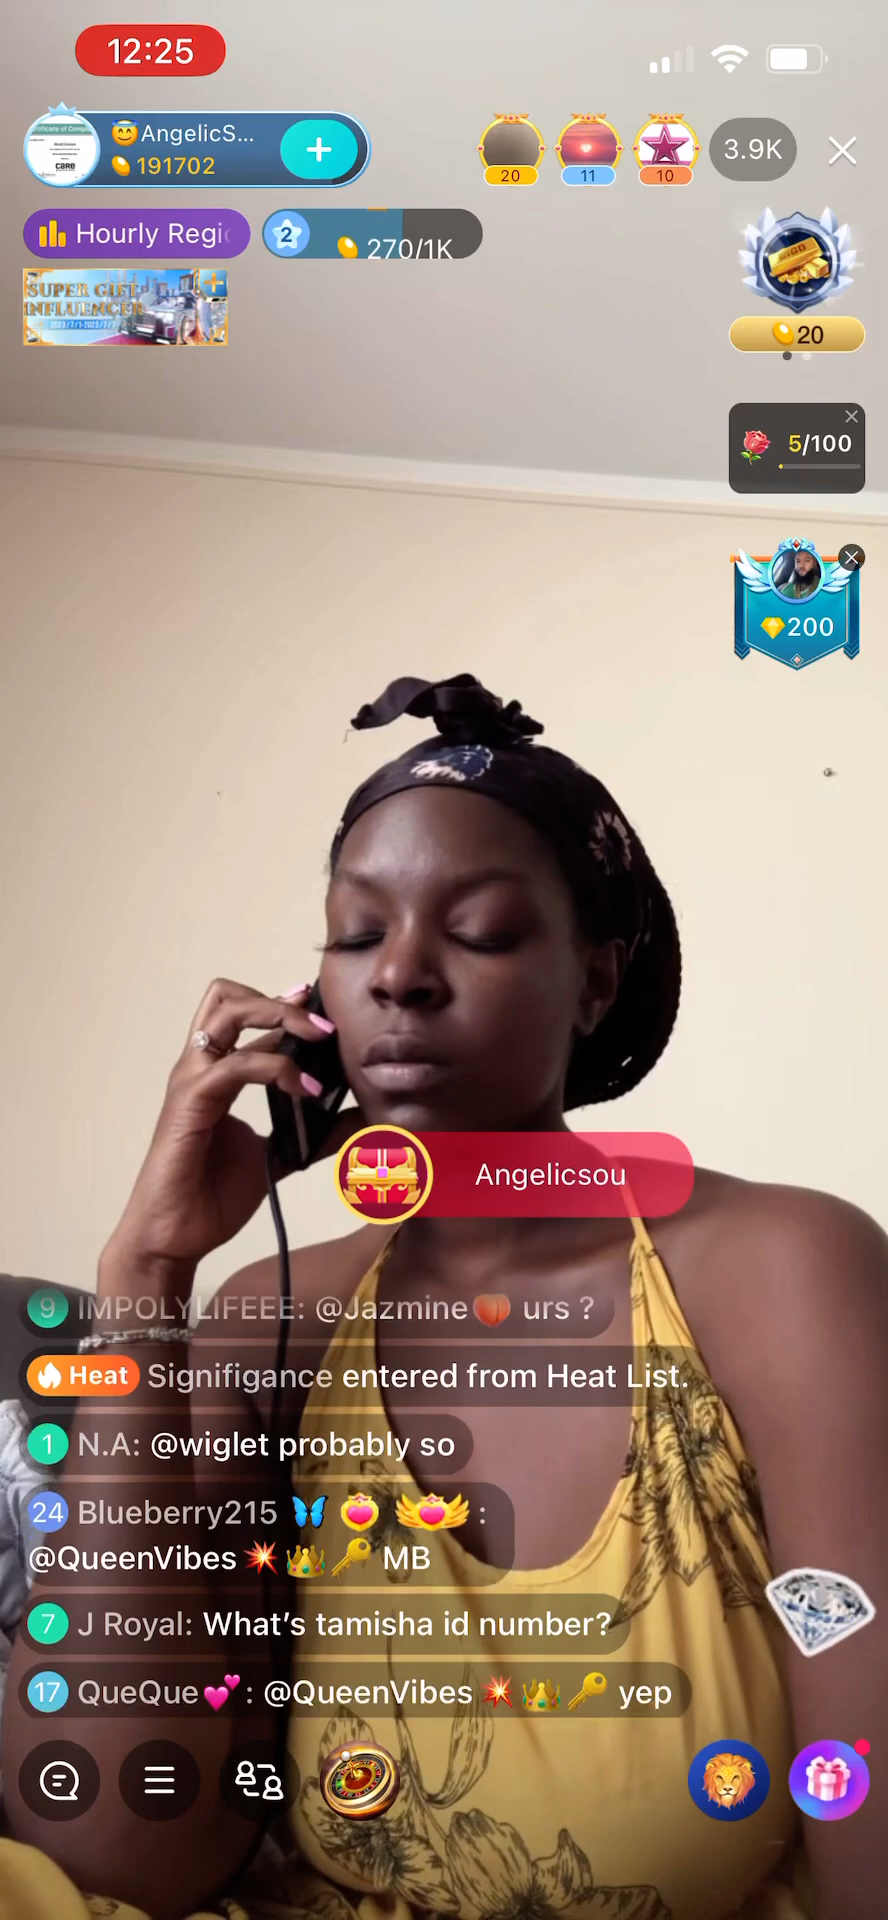 12:25
😇AngelicS...
191702
20
11
10
3.9K
Hourly Regi
2
270/1K
SUPER GIFT
INFLUENCER
20
5/100
200
Angelicsou
9 IMPOLYLIFEEE: @Jazmine🍑 urs ?
Heat Signifigance entered from Heat List.
1 N.A: @wiglet probably so
24 Blueberry215 🦋 :
@QueenVibes💥👑🔑 MB
7 J Royal: What's tamisha id number?
17 QueQue💕: @QueenVibes 💥👑🔑 yep